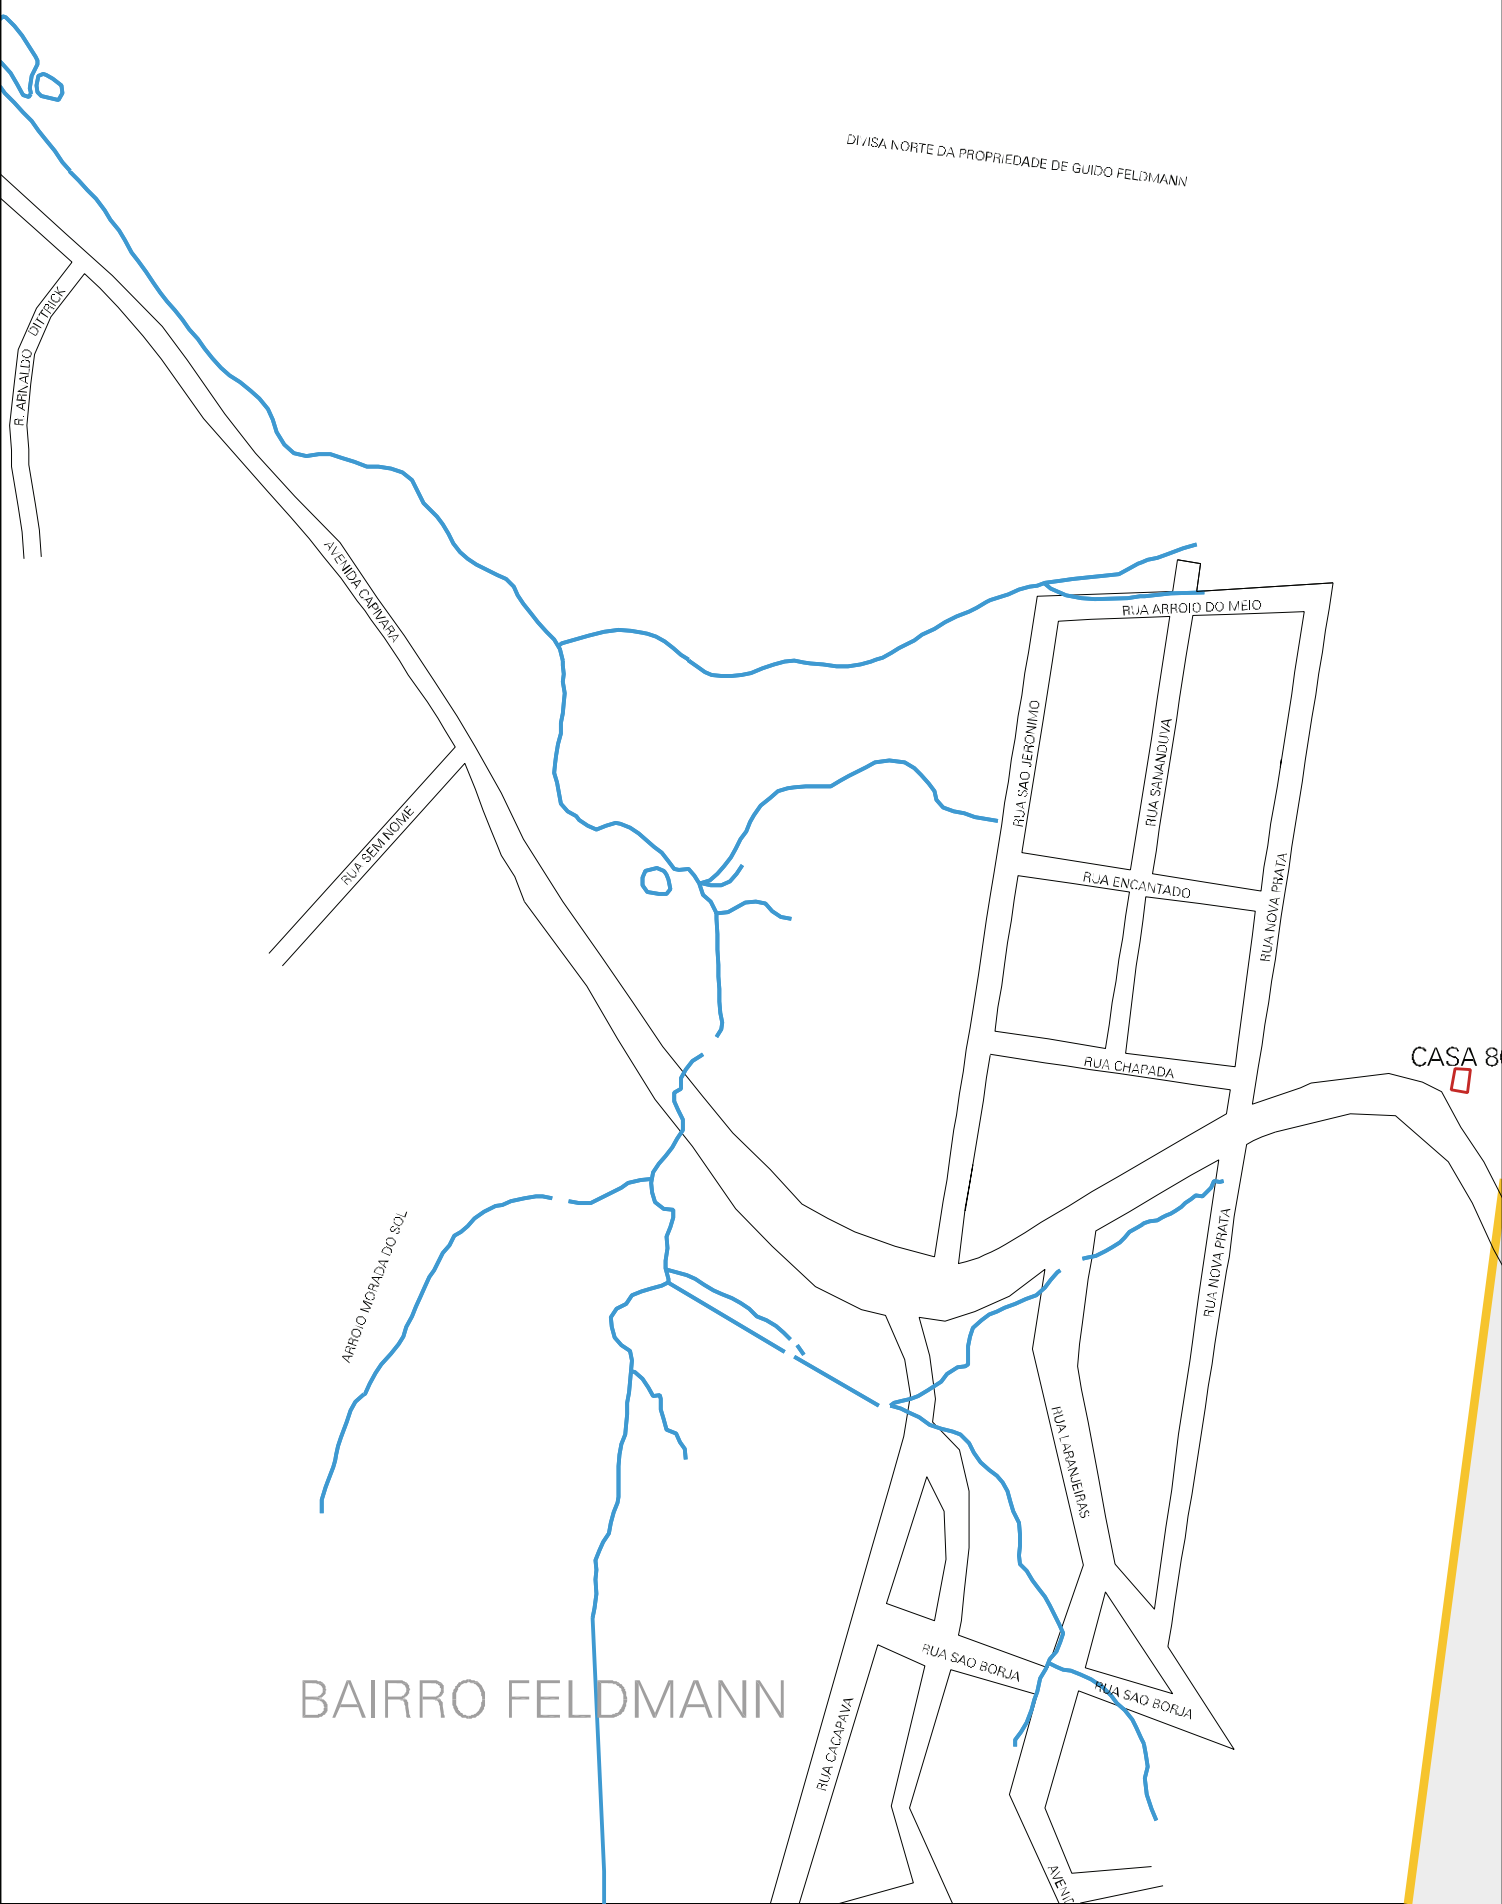 DIVISA NORTE DA PROPRIEDADE DE GUIDO FELDMANN
R. ARNALDO DITTRICK
AVENIDA CAPIVARA
RUA ARROIO DO MEIO
RUA SAO JERONIMO
RUA SANANDUVA
RUA SEM NOME
RUA ENCANTADO
RUA NOVA PRATA
CASA 8
RUA CHAPADA
ARROIO MORADA DO SOL
RUA NOVA PRATA
RUA LARANJEIRAS
RUA SAO BORJA
RUA SAO BORJA
BAIRRO FELDMANN
RUA CACAPAVA